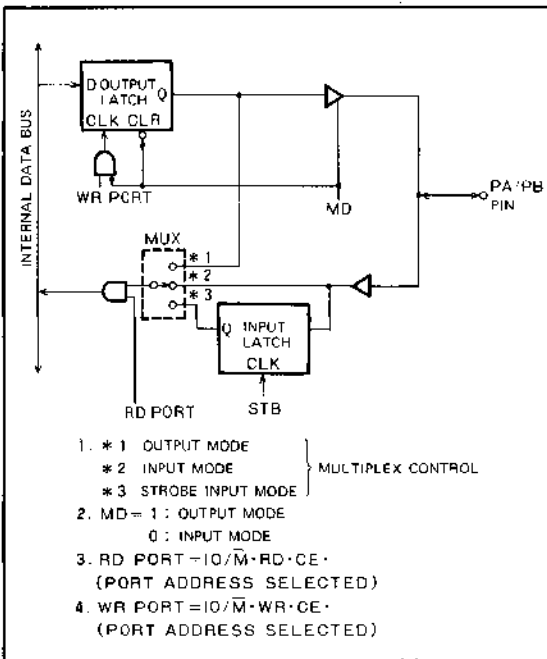 INTERNAL DATA BUS
D OUTPUT Q
LATCH
CLK CLR
WR PORT
MD
PA/PB
PIN
MUX
*1
*2
*3
Q INPUT
LATCH
CLK
RD PORT
STB
1. *1 OUTPUT MODE
*2 INPUT MODE
*3 STROBE INPUT MODE
MULTIPLEX CONTROL
2. MD= 1 : OUTPUT MODE
0 : INPUT MODE
3. RD PORT=IO/M̅·RD·CE·
(PORT ADDRESS SELECTED)
4. WR PORT=IO/M̅·WR·CE·
(PORT ADDRESS SELECTED)